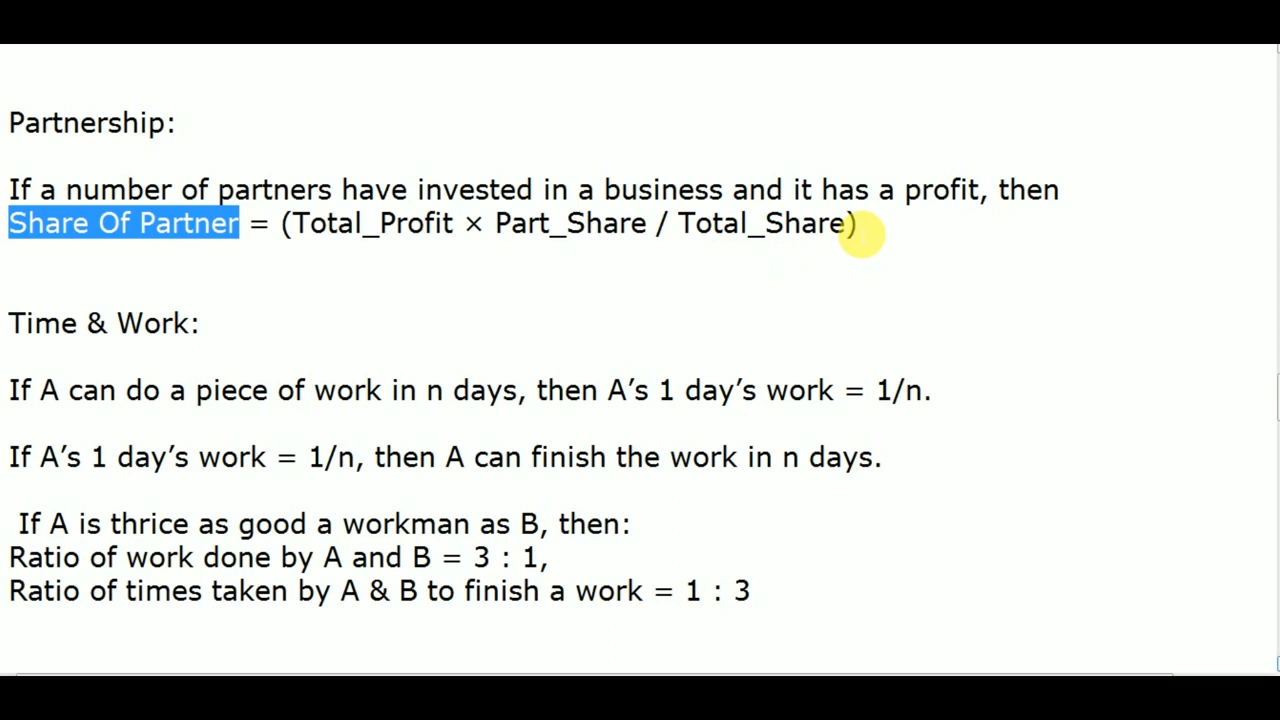 Partnership:
If a number of partners have invested in a business and it has a profit, then
Share Of Partner = (Total_Profit × Part_Share / Total_Share)
Time & Work:
If A can do a piece of work in n days, then A’s 1 day’s work = 1/n.
If A’s 1 day’s work = 1/n, then A can finish the work in n days.
If A is thrice as good a workman as B, then:
Ratio of work done by A and B = 3 : 1,
Ratio of times taken by A & B to finish a work = 1 : 3